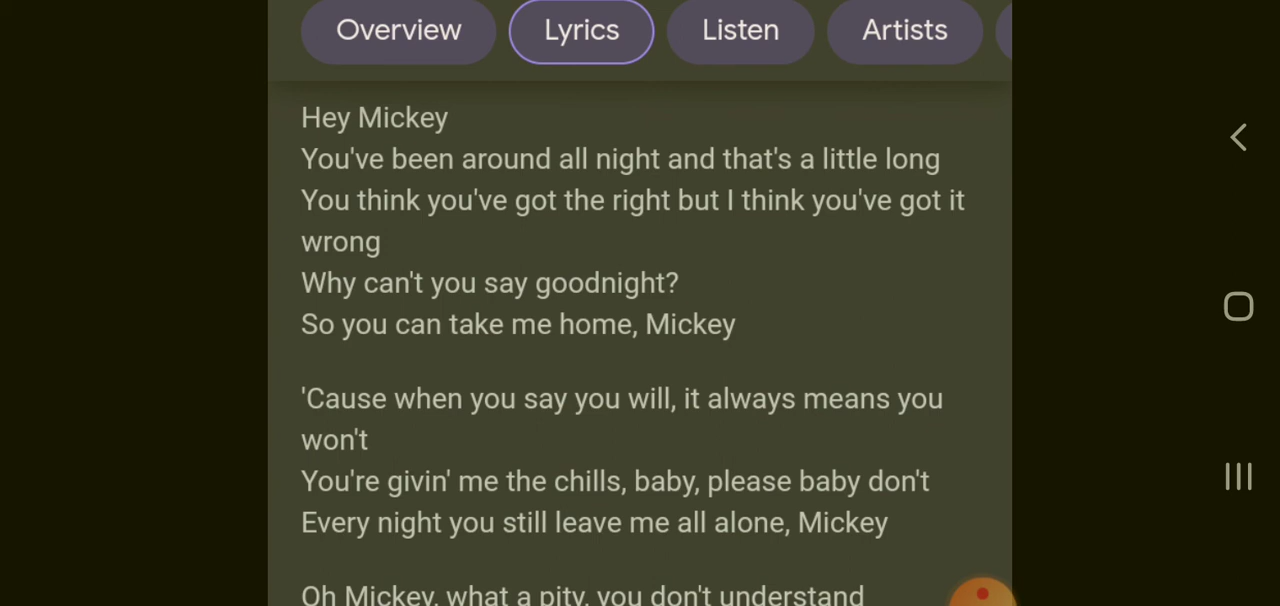 Overview Lyrics Listen Artists
Hey Mickey
You've been around all night and that's a little long
You think you've got the right but I think you've got it
wrong
Why can't you say goodnight?
So you can take me home, Mickey
'Cause when you say you will, it always means you
won't
You're givin' me the chills, baby, please baby don't
Every night you still leave me all alone, Mickey
Oh Mickey, what a pity, you don't understand